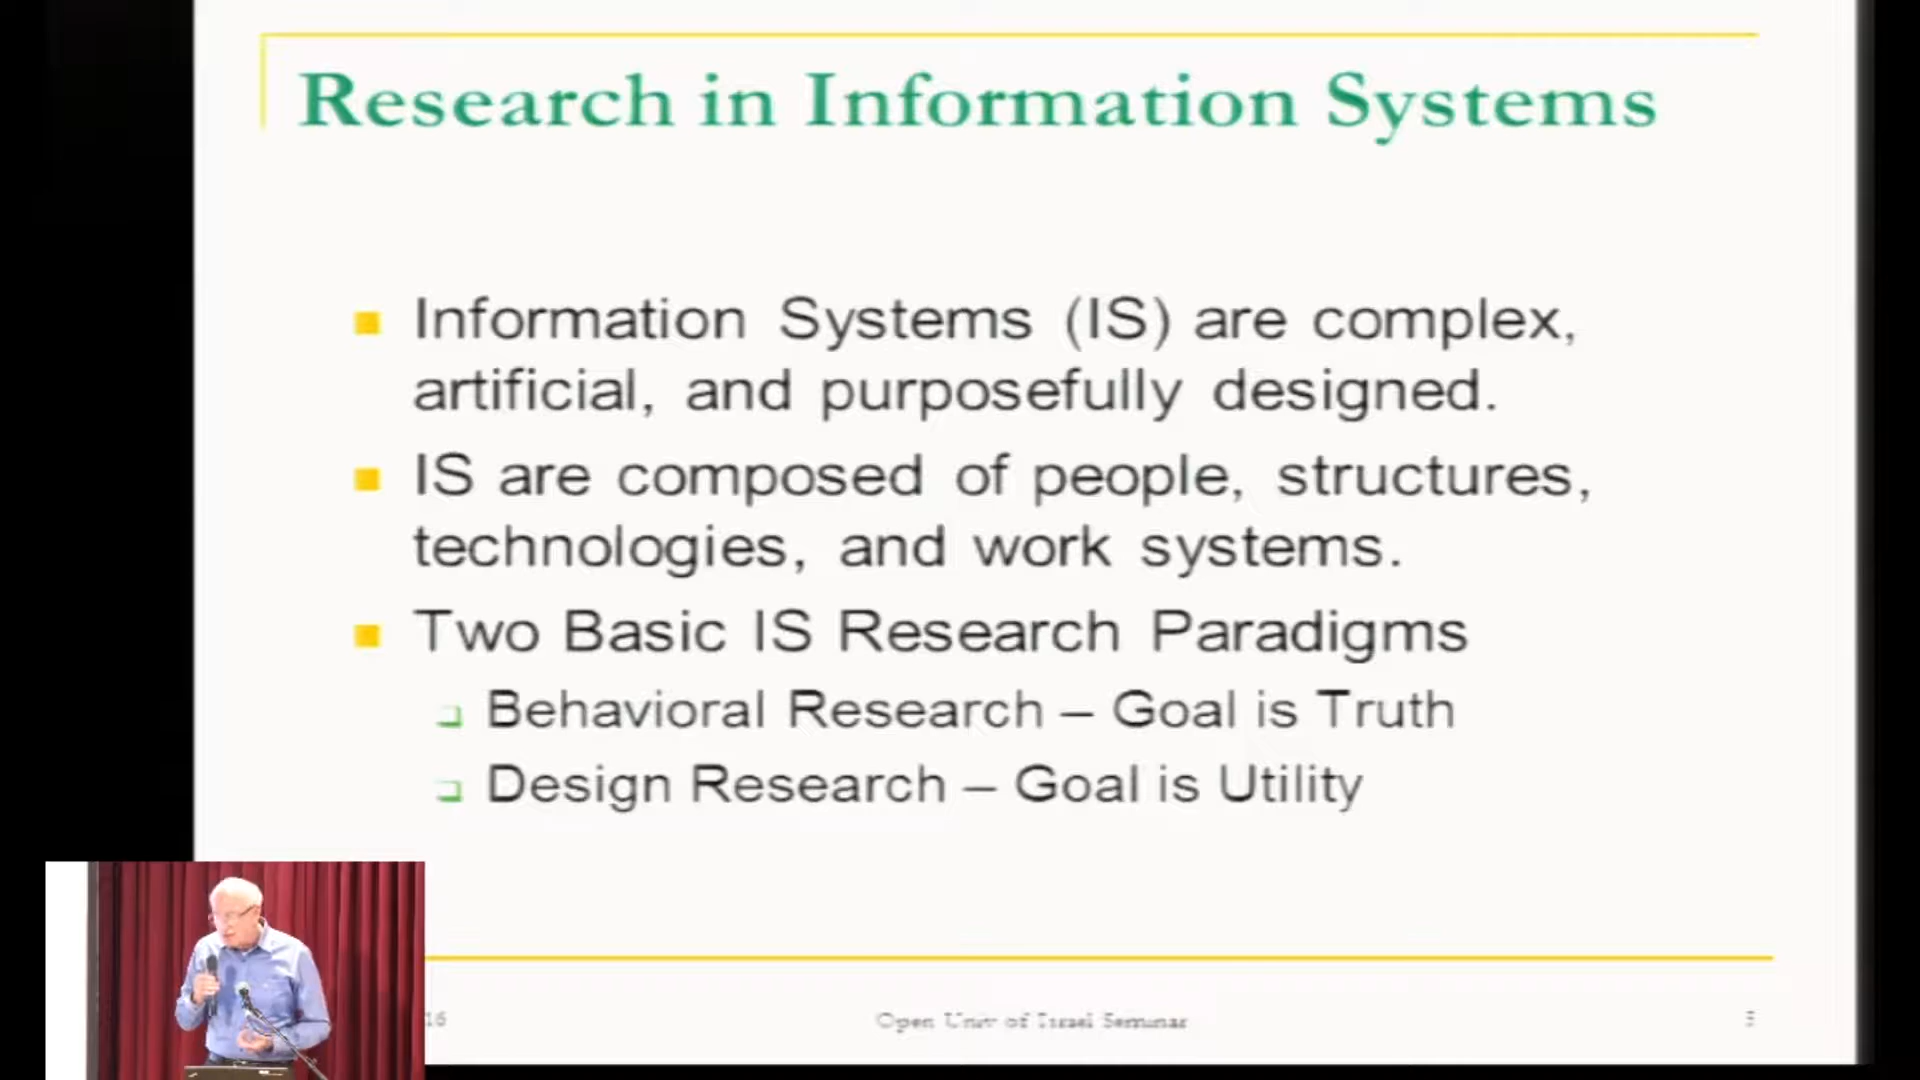 Research in Information Systems
Information Systems (IS) are complex,
artificial, and purposefully designed.
IS are composed of people, structures,
technologies, and work systems.
Two Basic IS Research Paradigms
Behavioral Research – Goal is Truth
Design Research – Goal is Utility
16
Open Univ of Israel Seminar